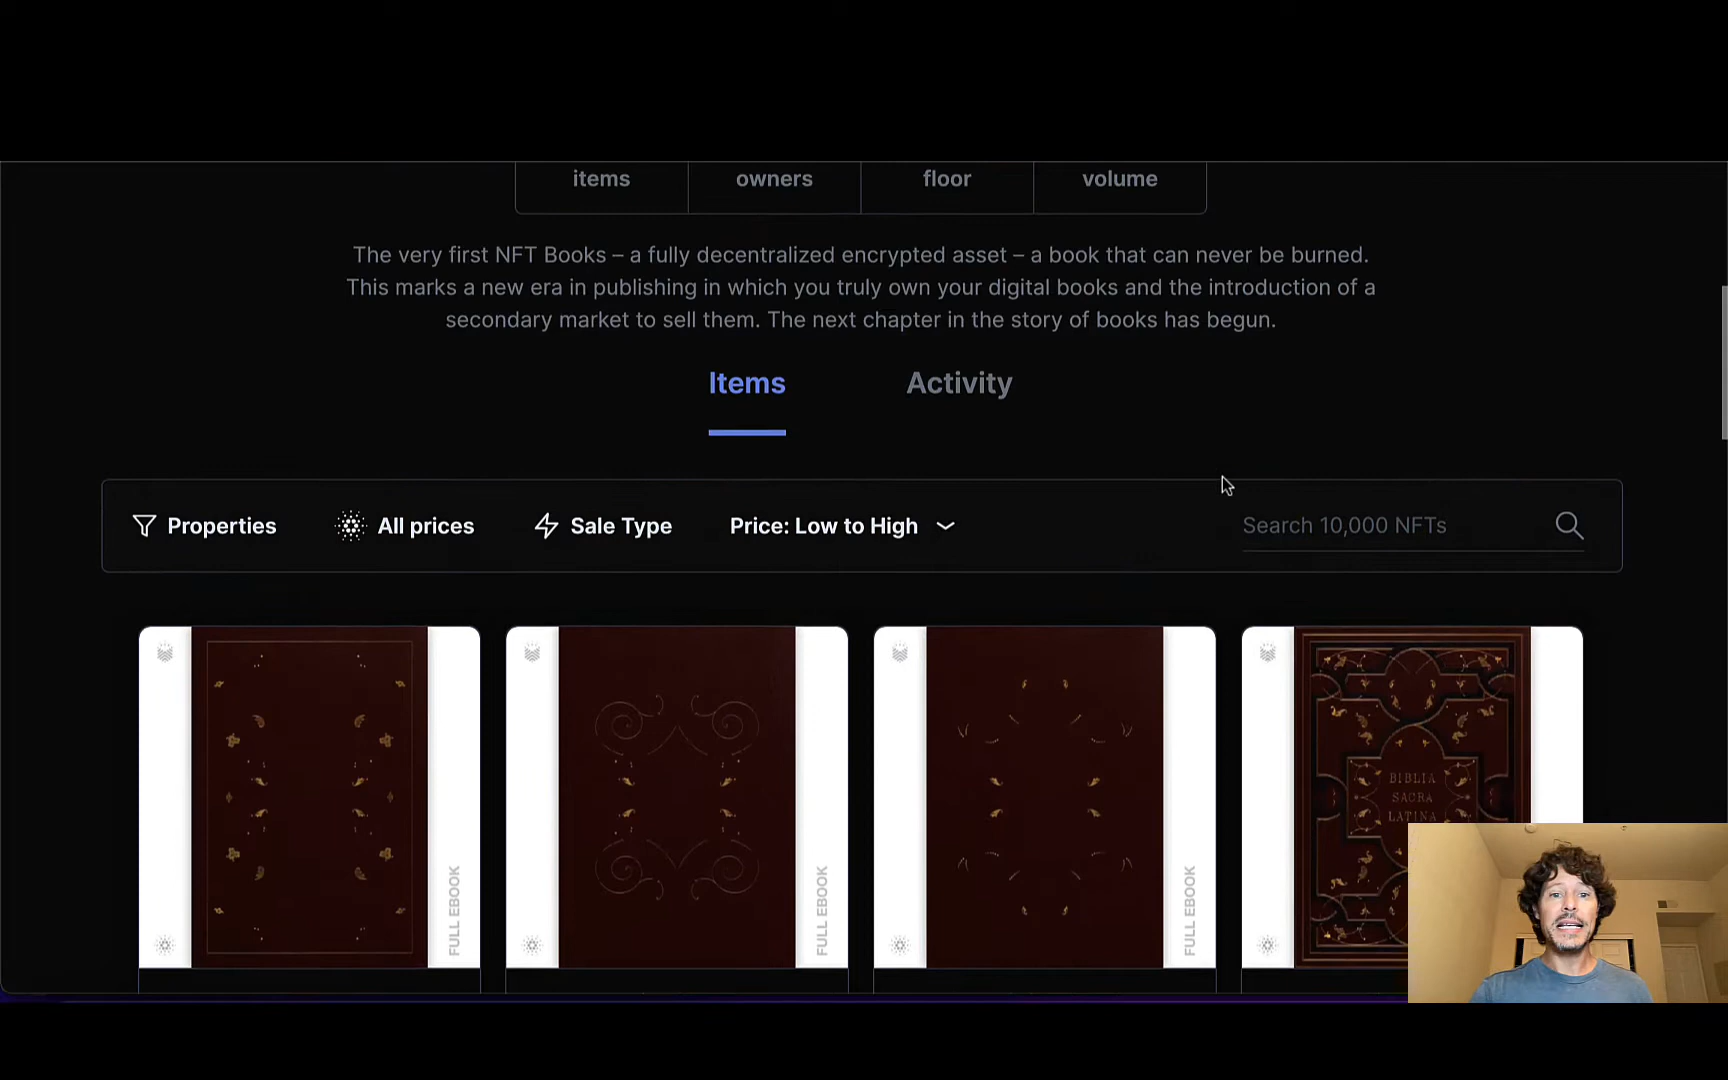 items owners floor volume
The very first NFT Books – a fully decentralized encrypted asset – a book that can never be burned.
This marks a new era in publishing in which you truly own your digital books and the introduction of a
secondary market to sell them. The next chapter in the story of books has begun.
Items Activity
Properties All prices Sale Type Price: Low to High Search 10,000 NFTs
FULL EBOOK
FULL EBOOK
FULL EBOOK
BIBLIA
SACRA
LATINA